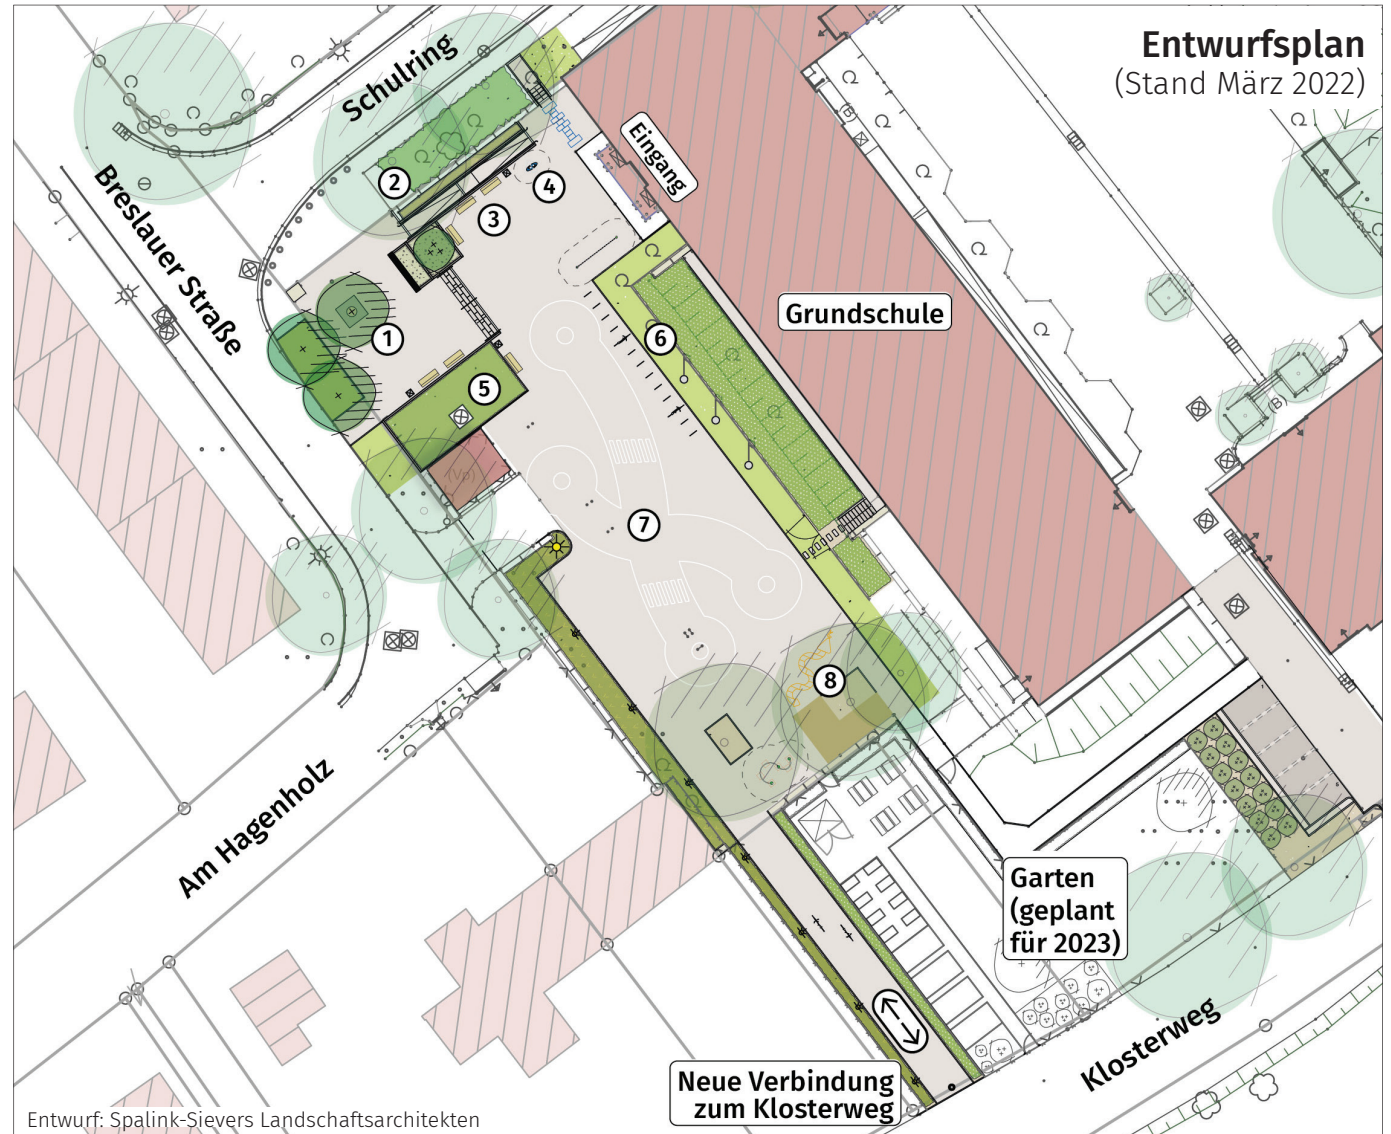 Entwurfsplan
(Stand März 2022)
Schulring
Eingang
Breslauer Straße
2
4
3
Grundschule
1
6
5
(Vp)
7
8
Am Hagenholz
Garten
(geplant
für 2023)
Klosterweg
Neue Verbindung
zum Klosterweg
Entwurf: Spalink-Sievers Landschaftsarchitekten